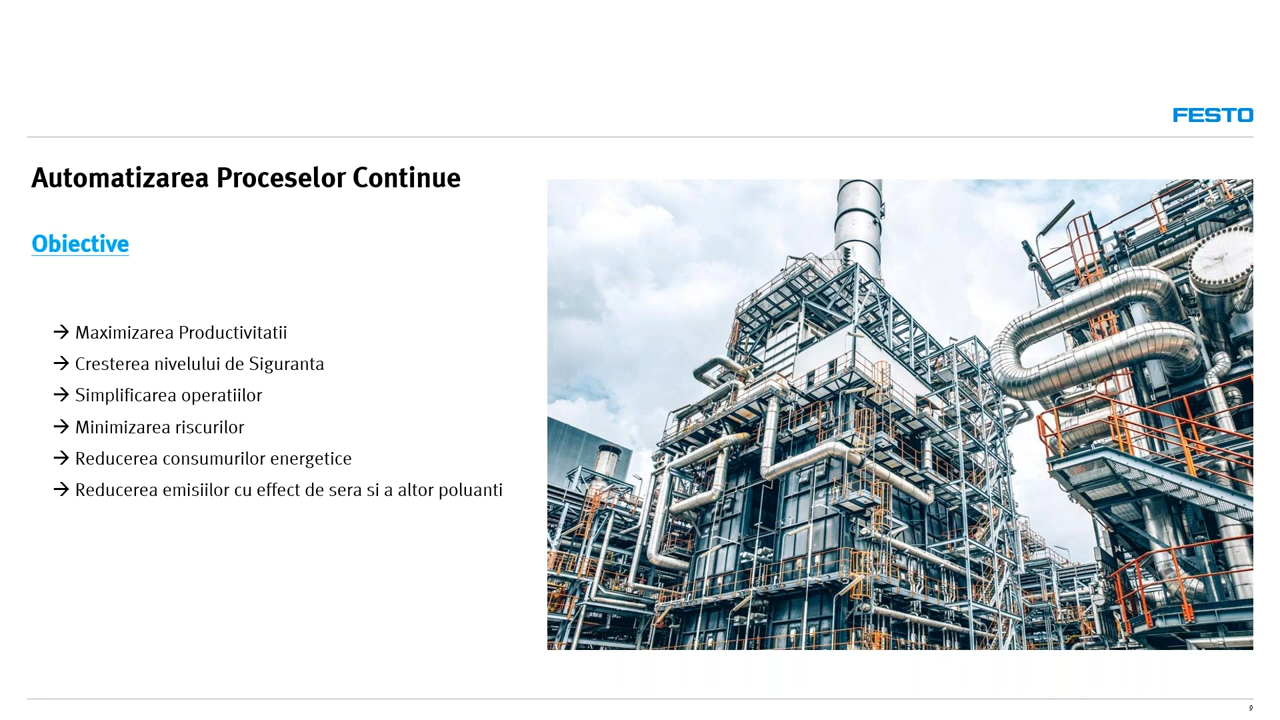 FESTO
Automatizarea Proceselor Continue
Obiective
→ Maximizarea Productivitatii
→ Cresterea nivelului de Siguranta
→ Simplificarea operatiilor
→ Minimizarea riscurilor
→ Reducerea consumurilor energetice
→ Reducerea emisiilor cu effect de sera si a altor poluanti
9